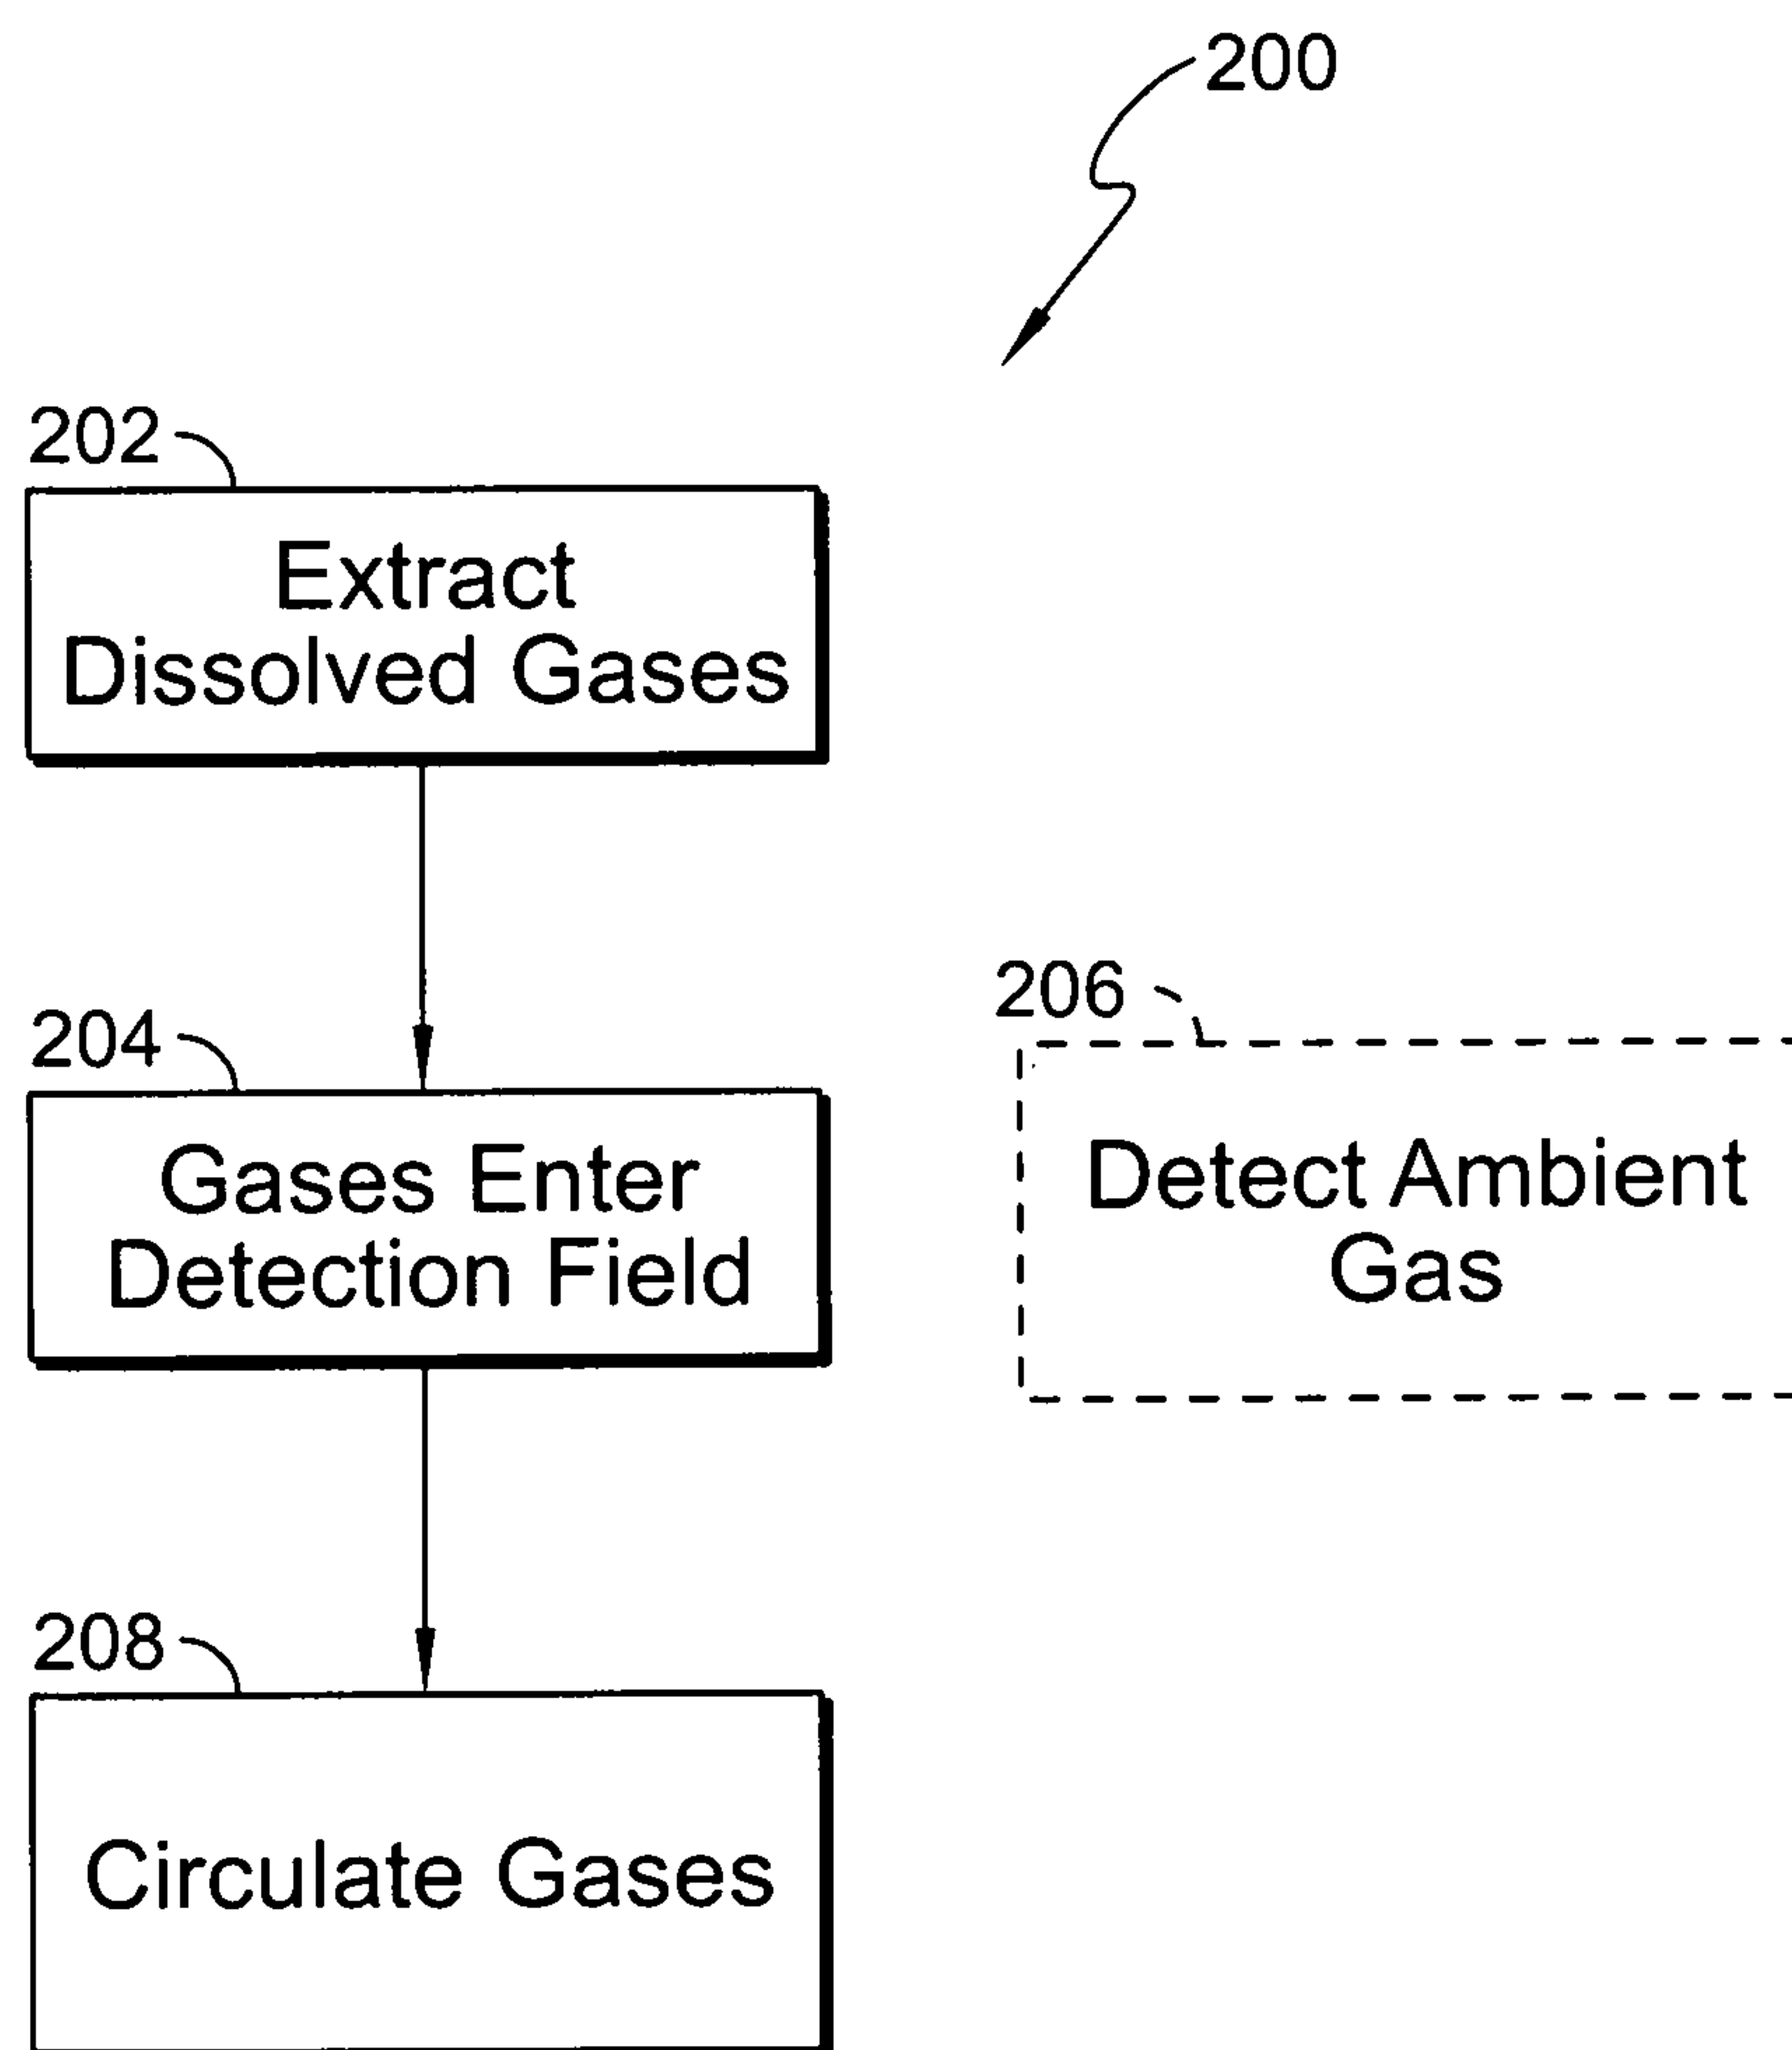 200
202
Extract
Dissolved Gases
204
Gases Enter
Detection Field
206
Detect Ambient
Gas
208
Circulate Gases